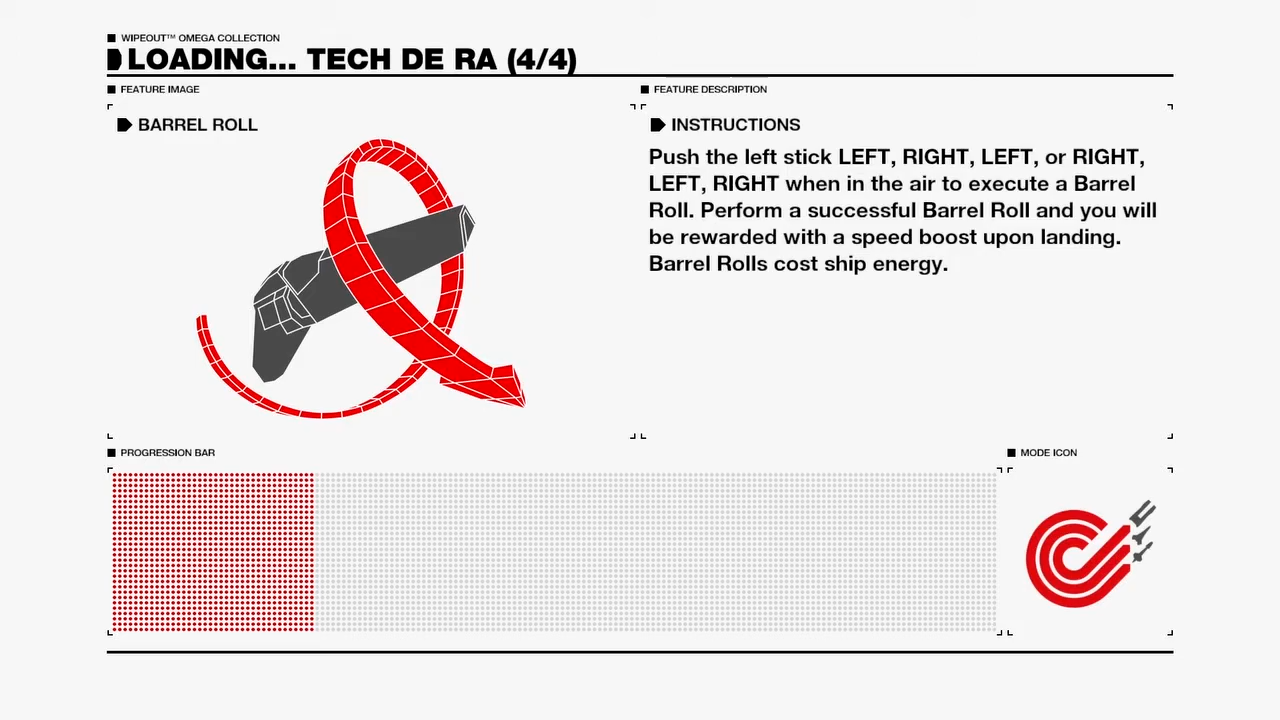 WIPEOUT™ OMEGA COLLECTION
LOADING... TECH DE RA (4/4)
FEATURE IMAGE
BARREL ROLL
FEATURE DESCRIPTION
INSTRUCTIONS
Push the left stick LEFT, RIGHT, LEFT, or RIGHT,
LEFT, RIGHT when in the air to execute a Barrel
Roll. Perform a successful Barrel Roll and you will
be rewarded with a speed boost upon landing.
Barrel Rolls cost ship energy.
PROGRESSION BAR
MODE ICON